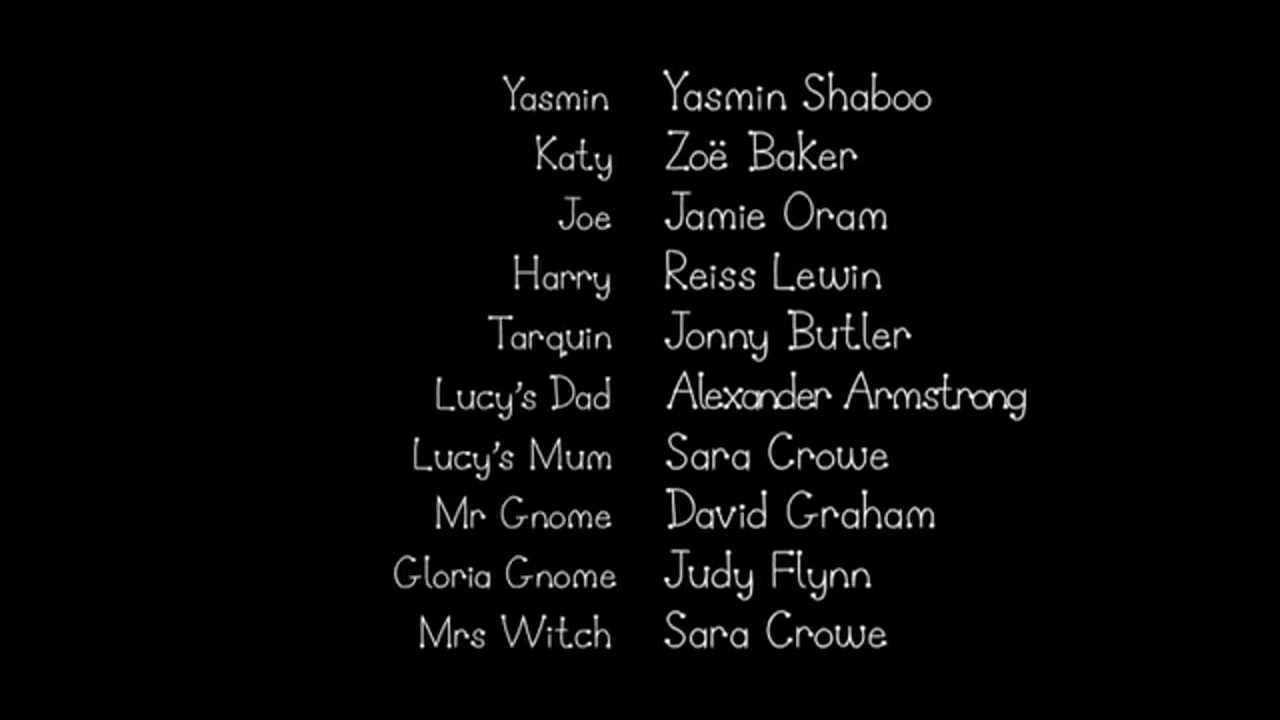 Yasmin Yasmin Shaboo
Katy Zoë Baker
Joe Jamie Oram
Harry Reiss Lewin
Tarquin Jonny Butler
Lucy's Dad Alexander Armstrong
Lucy's Mum Sara Crowe
Mr Gnome David Graham
Gloria Gnome Judy Flynn
Mrs Witch Sara Crowe